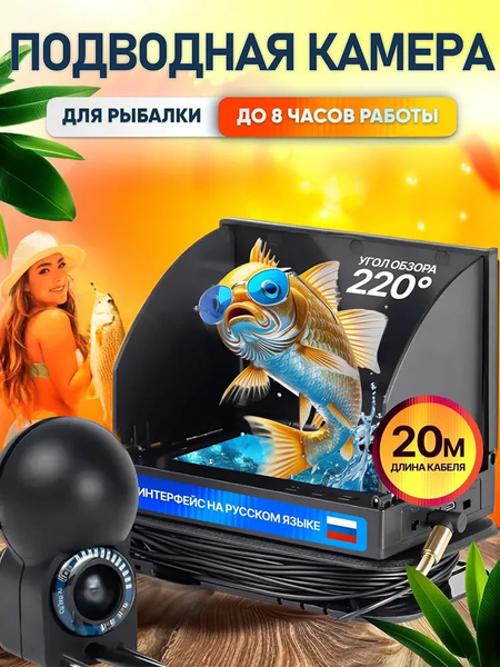 ПОДВОДНАЯ КАМЕРА
ДЛЯ РЫБАЛКИ
ДО 8 ЧАСОВ РАБОТЫ
УГОЛ ОБЗОРА
220°
20М
ДЛИНА КАБЕЛЯ
ИНТЕРФЕЙС НА РУССКОМ ЯЗЫКЕ